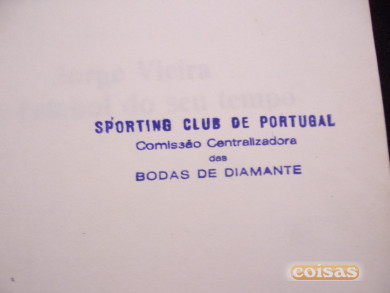 Jorge Vieira
futebol do seu tempo
SPORTING CLUB DE PORTUGAL
Comissão Centralizadora
das
BODAS DE DIAMANTE
coisas